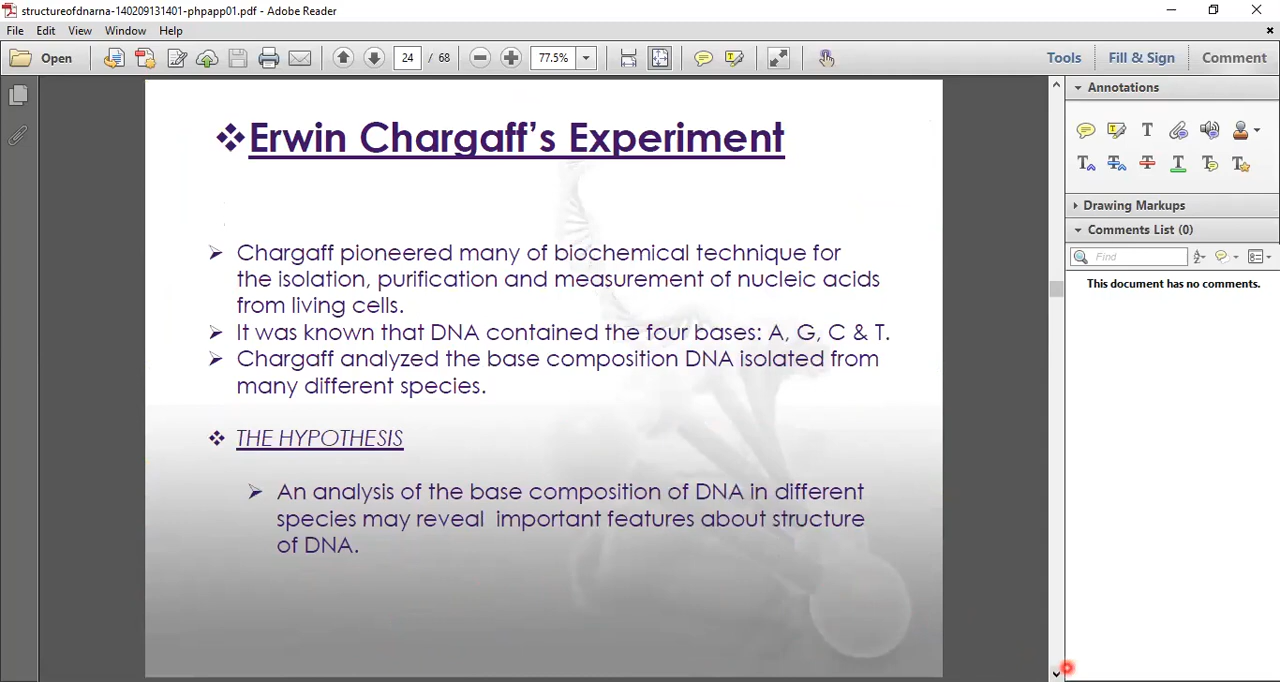 structureofdnarna-140209131401-phpapp01.pdf - Adobe Reader
File Edit View Window Help
Open 24 / 68 77.5% Tools Fill & Sign Comment
Annotations
Drawing Markups
Comments List (0)
Find
This document has no comments.
Erwin Chargaff's Experiment
Chargaff pioneered many of biochemical technique for
the isolation, purification and measurement of nucleic acids
from living cells.
It was known that DNA contained the four bases: A, G, C & T.
Chargaff analyzed the base composition DNA isolated from
many different species.
THE HYPOTHESIS
An analysis of the base composition of DNA in different
species may reveal important features about structure
of DNA.